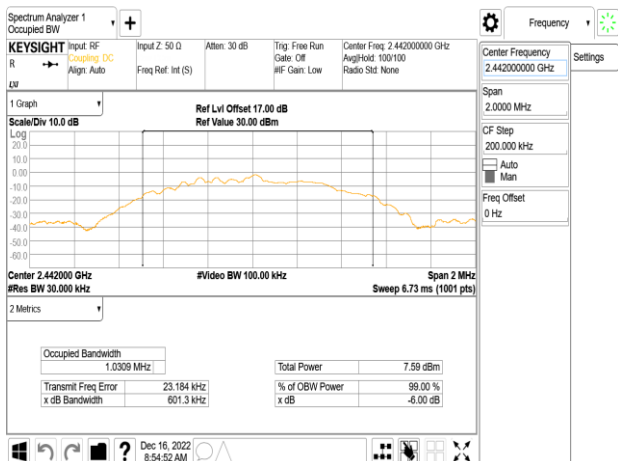 Spectrum Analyzer 1
Occupied BW
Frequency
KEYSIGHT
R
Input: RF
Coupling: DC
Align: Auto
Input Z: 50 Ω
Freq Ref: Int (S)
Atten: 30 dB
Trig: Free Run
Gate: Off
#IF Gain: Low
Center Freq: 2.442000000 GHz
Avg|Hold: 100/100
Radio Std: None
LXI
Center Frequency
2.442000000 GHz
Settings
Span
2.0000 MHz
CF Step
200.000 kHz
Auto
Man
Freq Offset
0 Hz
1 Graph
Scale/Div 10.0 dB
Ref Lvl Offset 17.00 dB
Ref Value 30.00 dBm
Log
20.0
10.0
0.00
-10.0
-20.0
-30.0
-40.0
-50.0
-60.0
Center 2.442000 GHz
#Res BW 30.000 kHz
#Video BW 100.00 kHz
Span 2 MHz
Sweep 6.73 ms (1001 pts)
2 Metrics
Occupied Bandwidth
1.0309 MHz
Total Power 7.59 dBm
Transmit Freq Error 23.184 kHz
% of OBW Power 99.00 %
x dB Bandwidth 601.3 kHz
x dB -6.00 dB
?
Dec 16, 2022
8:54:52 AM